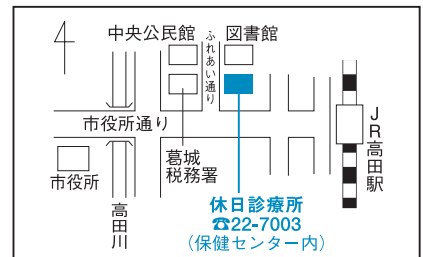 中央公民館
図書館
ふれあい通り
市役所通り
JR高田駅
葛城
税務署
市役所
高田川
休日診療所
☎22-7003
(保健センター内)